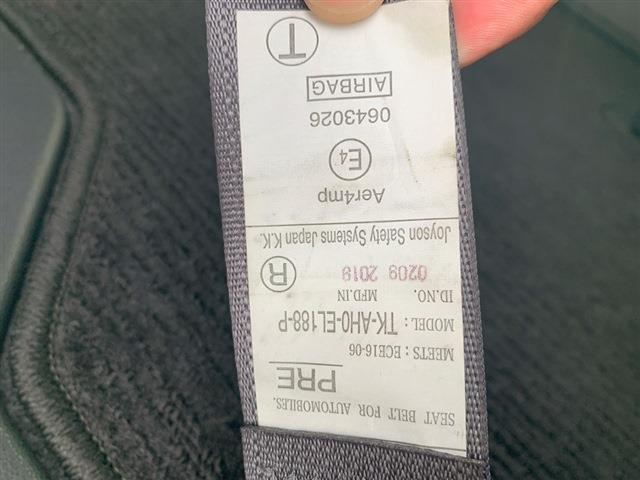 SEAT BELT FOR AUTOMOBILES.
PRE
MEETS : ECE16-06
MODEL : TK-AH0-EL188-P
ID.NO. MFD.IN
0209 2019 R
Joyson Safety Systems Japan K.K.
Aer4mp
E4
0643026
AIRBAG
T